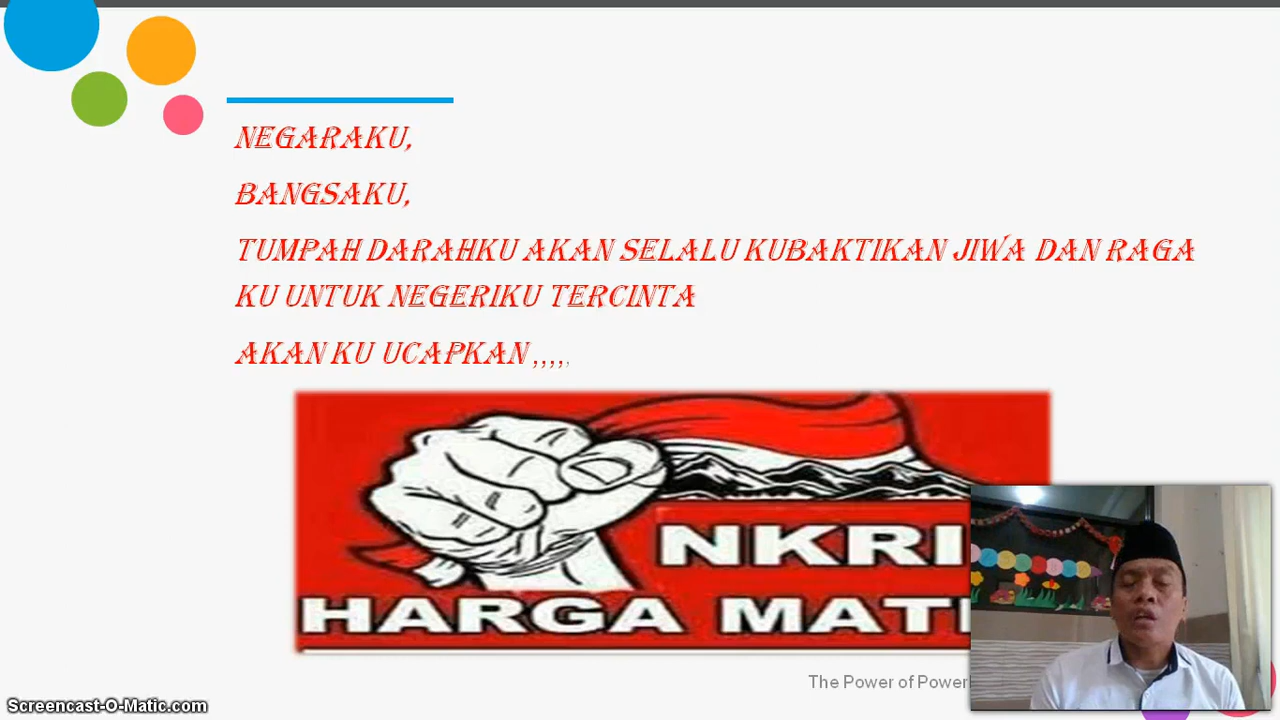 NEGARAKU,
BANGSAKU,
TUMPAH DARAHKU AKAN SELALU KUBAKTIKAN JIWA DAN RAGA
KU UNTUK NEGERIKU TERCINTA
AKAN KU UCAPKAN ,,,,,
NKRI
HARGA MATI
The Power of Power
Screencast-O-Matic.com